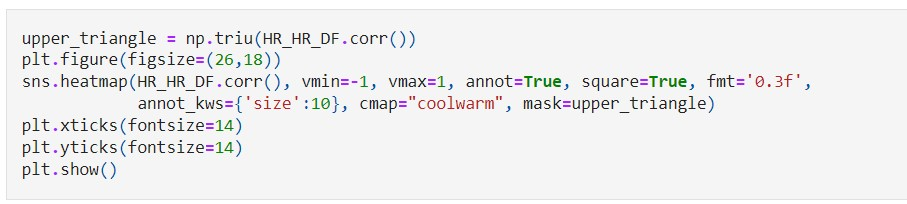 upper_triangle = np.triu(HR_HR_DF.corr())
plt.figure(figsize=(26,18))
sns.heatmap(HR_HR_DF.corr(), vmin=-1, vmax=1, annot=True, square=True, fmt='0.3f',
            annot_kws={'size':10}, cmap="coolwarm", mask=upper_triangle)
plt.xticks(fontsize=14)
plt.yticks(fontsize=14)
plt.show()